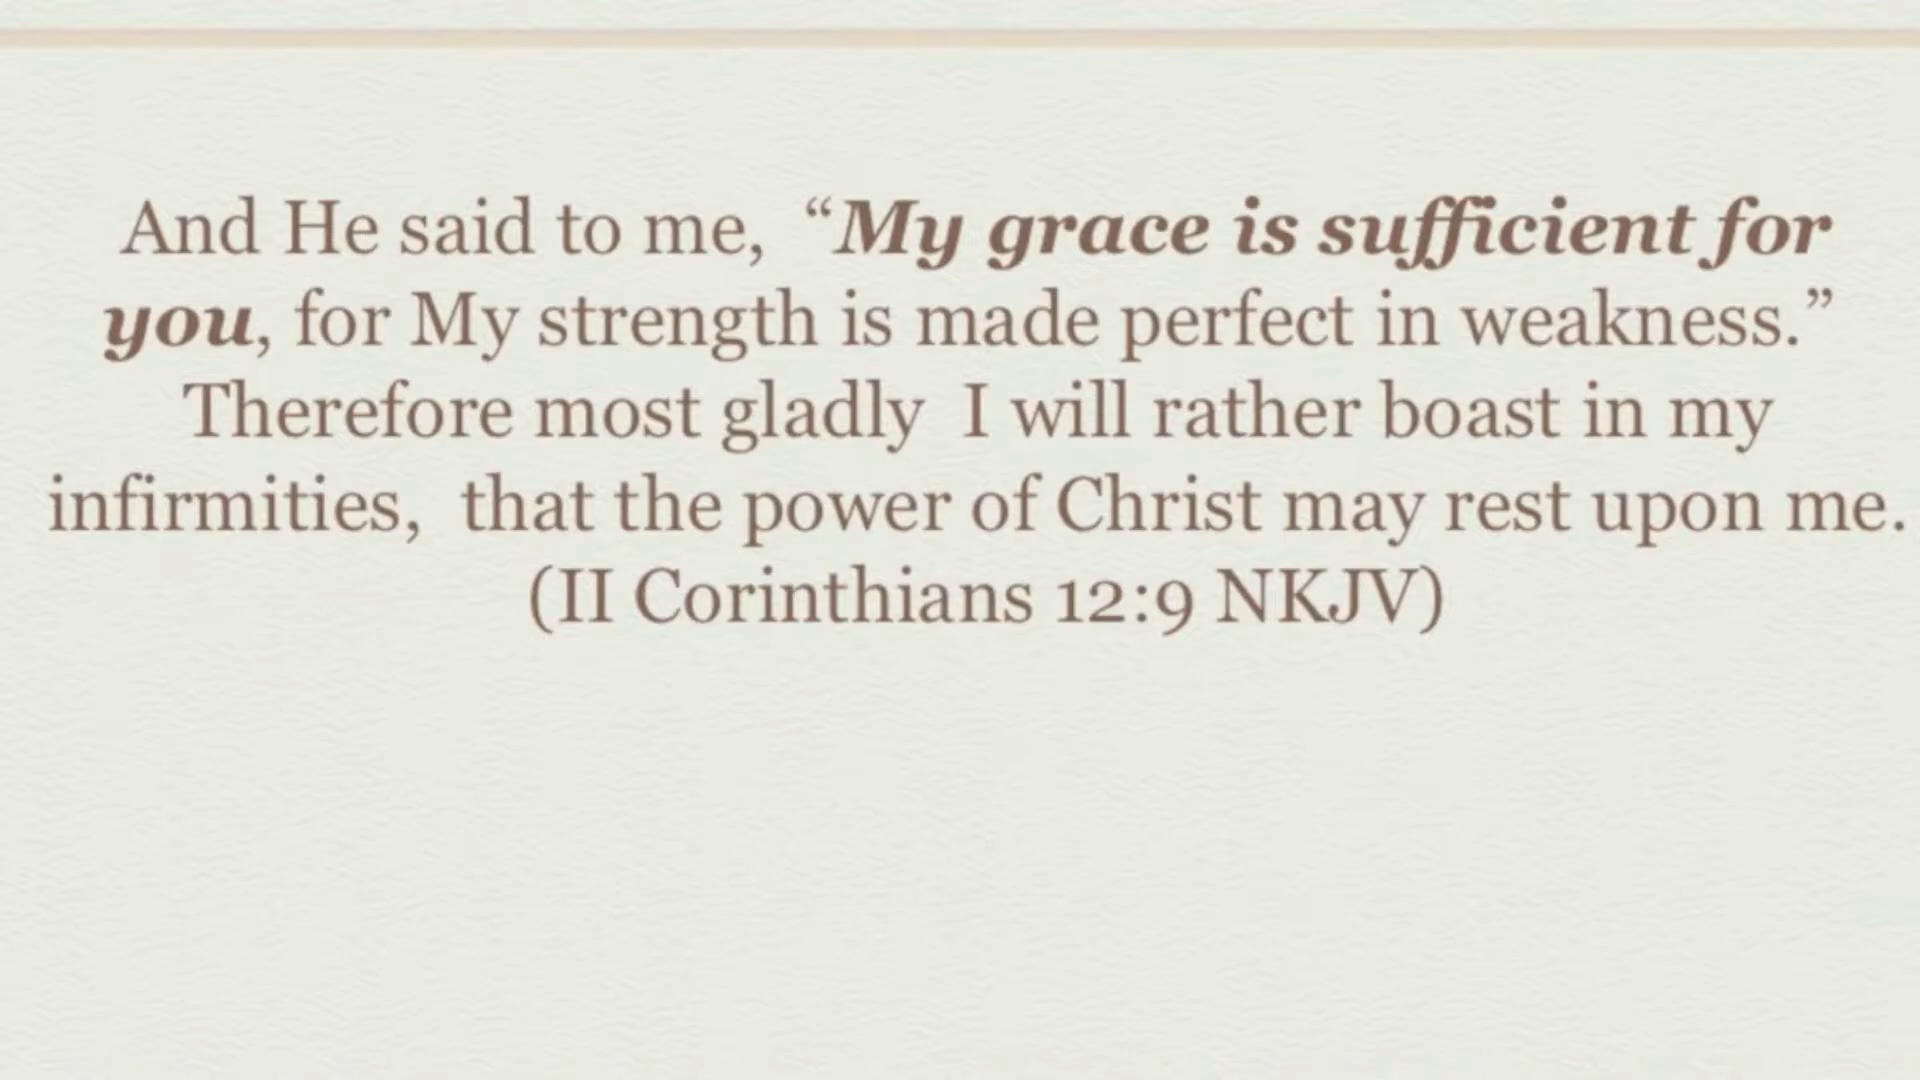 And He said to me,  “My grace is sufficient for
you, for My strength is made perfect in weakness.”
Therefore most gladly  I will rather boast in my
infirmities,  that the power of Christ may rest upon me.
(II Corinthians 12:9 NKJV)